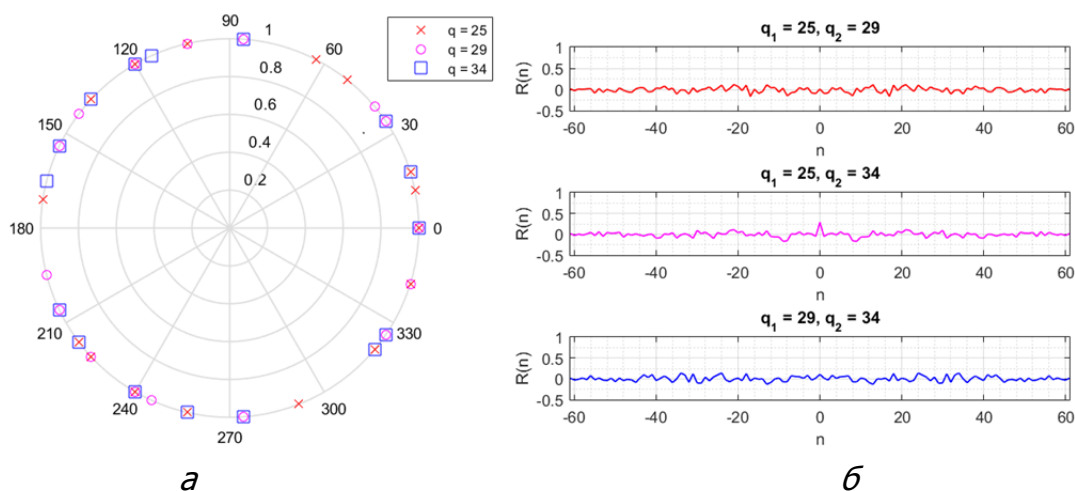 90
120
60
150
30
180
0
210
330
240
300
270
1
0.8
0.6
0.4
0.2
q = 25
q = 29
q = 34
а
q1 = 25, q2 = 29
R(n)
1
0.5
0
-0.5
-60 -40 -20 0 20 40 60
n
q1 = 25, q2 = 34
R(n)
1
0.5
0
-0.5
-60 -40 -20 0 20 40 60
n
q1 = 29, q2 = 34
R(n)
1
0.5
0
-0.5
-60 -40 -20 0 20 40 60
n
б